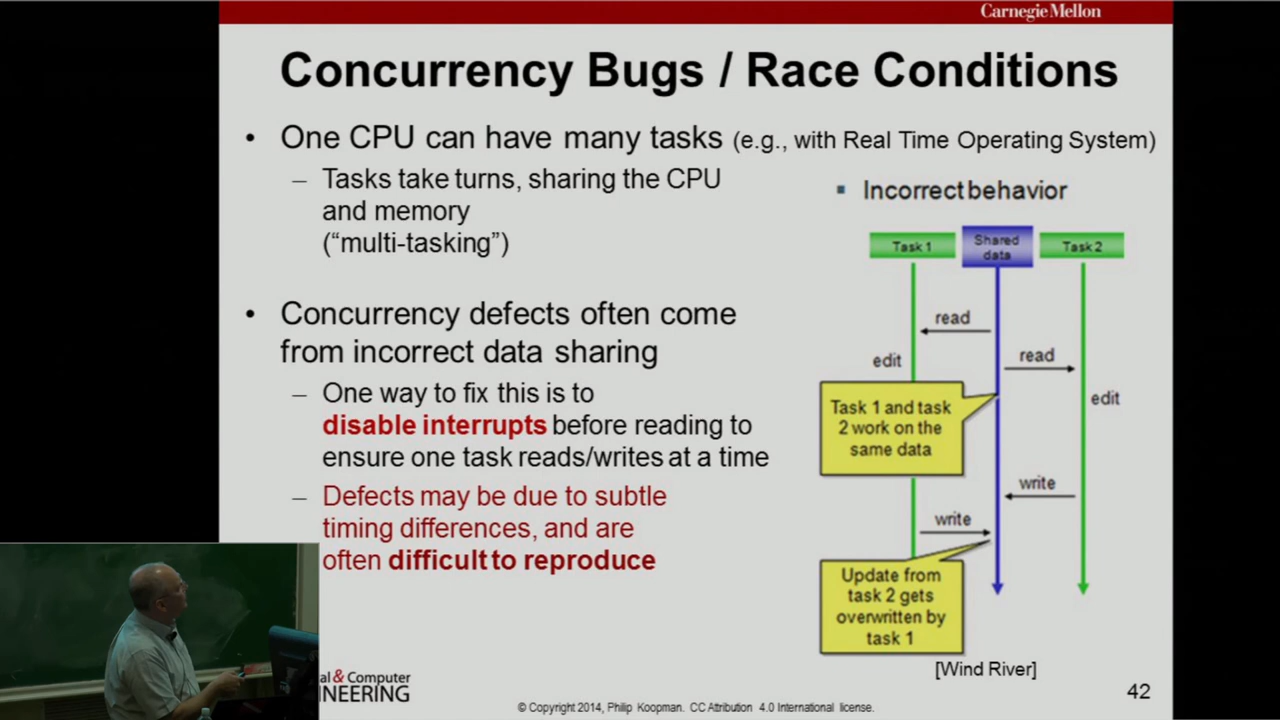 Carnegie Mellon
Concurrency Bugs / Race Conditions
• One CPU can have many tasks (e.g., with Real Time Operating System)
– Tasks take turns, sharing the CPU
and memory
(“multi-tasking”)
• Concurrency defects often come
from incorrect data sharing
– One way to fix this is to
disable interrupts before reading to
ensure one task reads/writes at a time
– Defects may be due to subtle
timing differences, and are
often difficult to reproduce
▪ Incorrect behavior
Task 1
Shared
data
Task 2
read
read
edit
edit
Task 1 and task
2 work on the
same data
write
write
Update from
task 2 gets
overwritten by
task 1
[Wind River]
al & Computer
NEERING
© Copyright 2014, Philip Koopman. CC Attribution 4.0 International license.
42